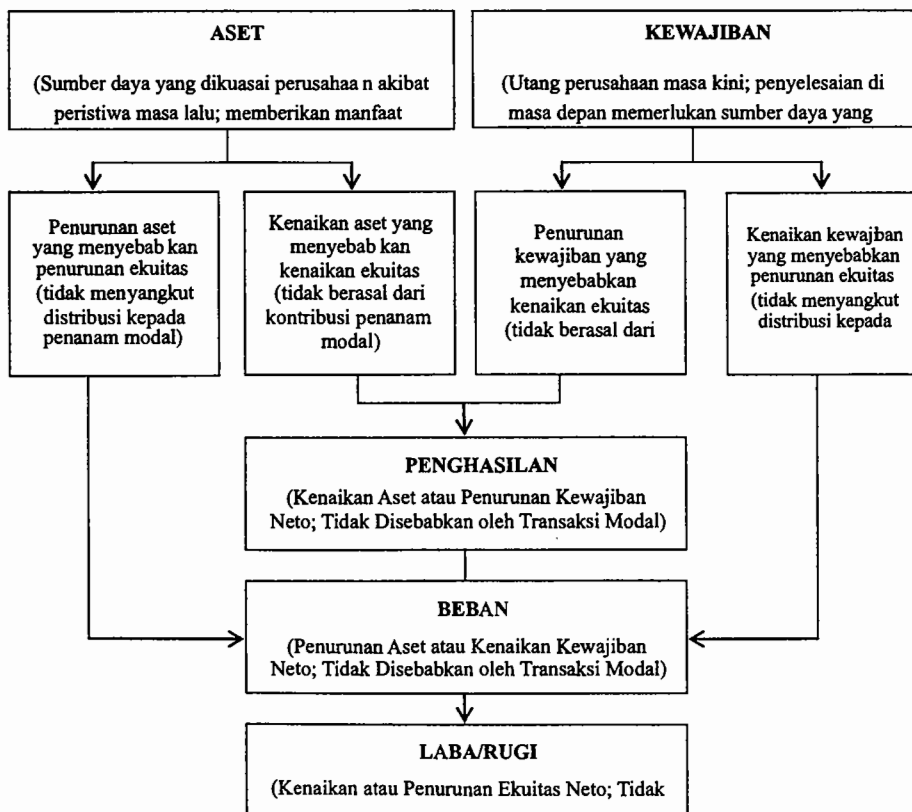 ASET
(Sumber daya yang dikuasai perusahaa n akibat
peristiwa masa lalu; memberikan manfaat
KEWAJIBAN
(Utang perusahaan masa kini; penyelesaian di
masa depan memerlukan sumber daya yang
Penurunan aset
yang menyebab kan
penurunan ekuitas
(tidak menyangkut
distribusi kepada
penanam modal)
Kenaikan aset yang
menyebab kan
kenaikan ekuitas
(tidak berasal dari
kontribusi penanam
modal)
Penurunan
kewajiban yang
menyebabkan
kenaikan ekuitas
(tidak berasal dari
Kenaikan kewajiban
yang menyebabkan
penurunan ekuitas
(tidak menyangkut
distribusi kepada
PENGHASILAN
(Kenaikan Aset atau Penurunan Kewajiban
Neto; Tidak Disebabkan oleh Transaksi Modal)
BEBAN
(Penurunan Aset atau Kenaikan Kewajiban
Neto; Tidak Disebabkan oleh Transaksi Modal)
LABA/RUGI
(Kenaikan atau Penurunan Ekuitas Neto; Tidak